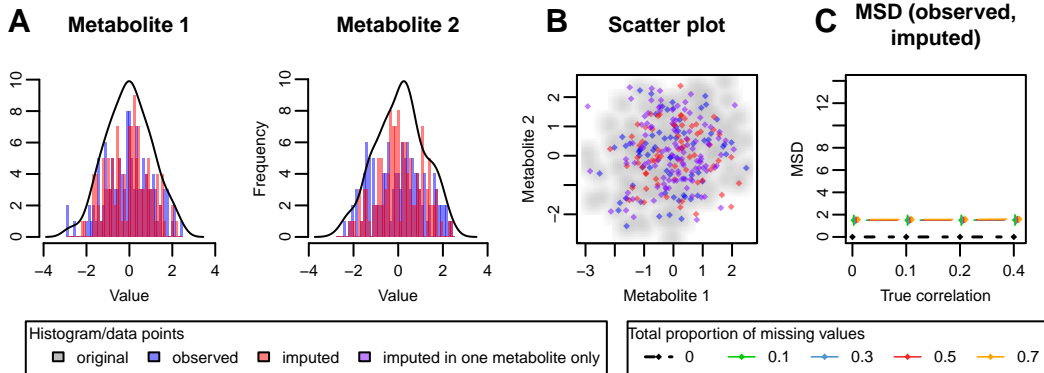 A
Metabolite 1
0
2
4
6
8
10
−4
−2
0
2
4
Value
Metabolite 2
Frequency
0
2
4
6
8
10
−4
−2
0
2
4
Value
B
Scatter plot
Metabolite 2
−2
0
1
2
−3
−1
0
1
2
Metabolite 1
C
MSD (observed,
imputed)
MSD
0
2
4
6
8
12
0
0.1
0.2
0.4
True correlation
Histogram/data points
original
observed
imputed
imputed in one metabolite only
Total proportion of missing values
0
0.1
0.3
0.5
0.7